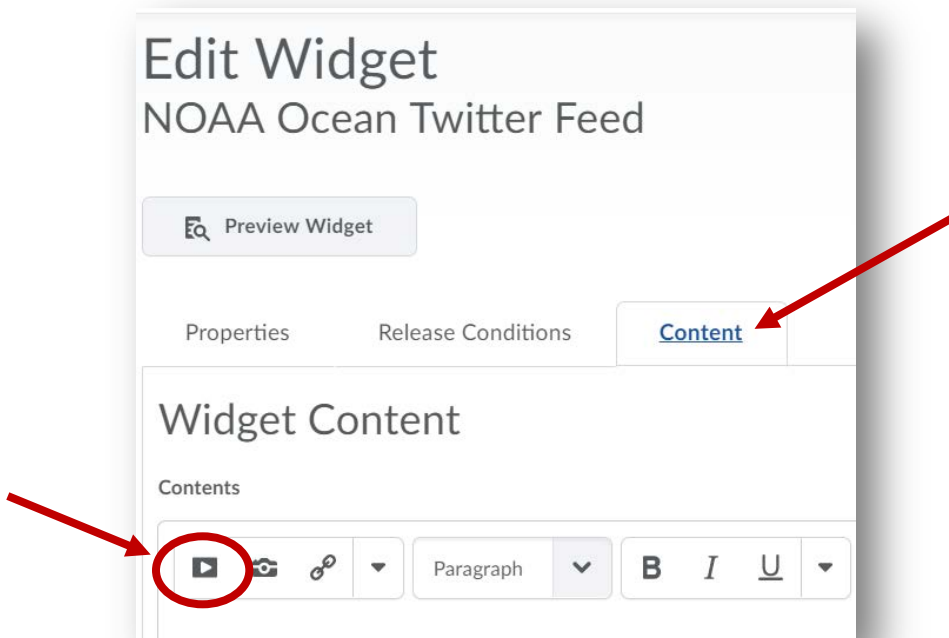 Edit Widget
NOAA Ocean Twitter Feed
Preview Widget
Properties Release Conditions Content
Widget Content
Contents
Paragraph B I U